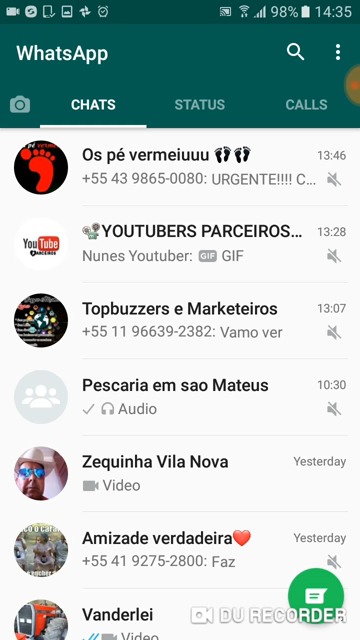 98% 14:35
WhatsApp
CHATS STATUS CALLS
Os pé vermeiuuu 👣👣 13:46
+55 43 9865-0080: URGENTE!!!! C...
YOUTUBERS PARCEIROS... 13:28
Nunes Youtuber: GIF GIF
You Tube
PARCEIROS
Topbuzzers e Marketeiros 13:07
+55 11 96639-2382: Vamo ver
Pescaria em sao Mateus 10:30
Audio
Zequinha Vila Nova Yesterday
Video
Amizade verdadeira❤️ Yesterday
+55 41 9275-2800: Faz
Vanderlei
Video
DU RECORDER